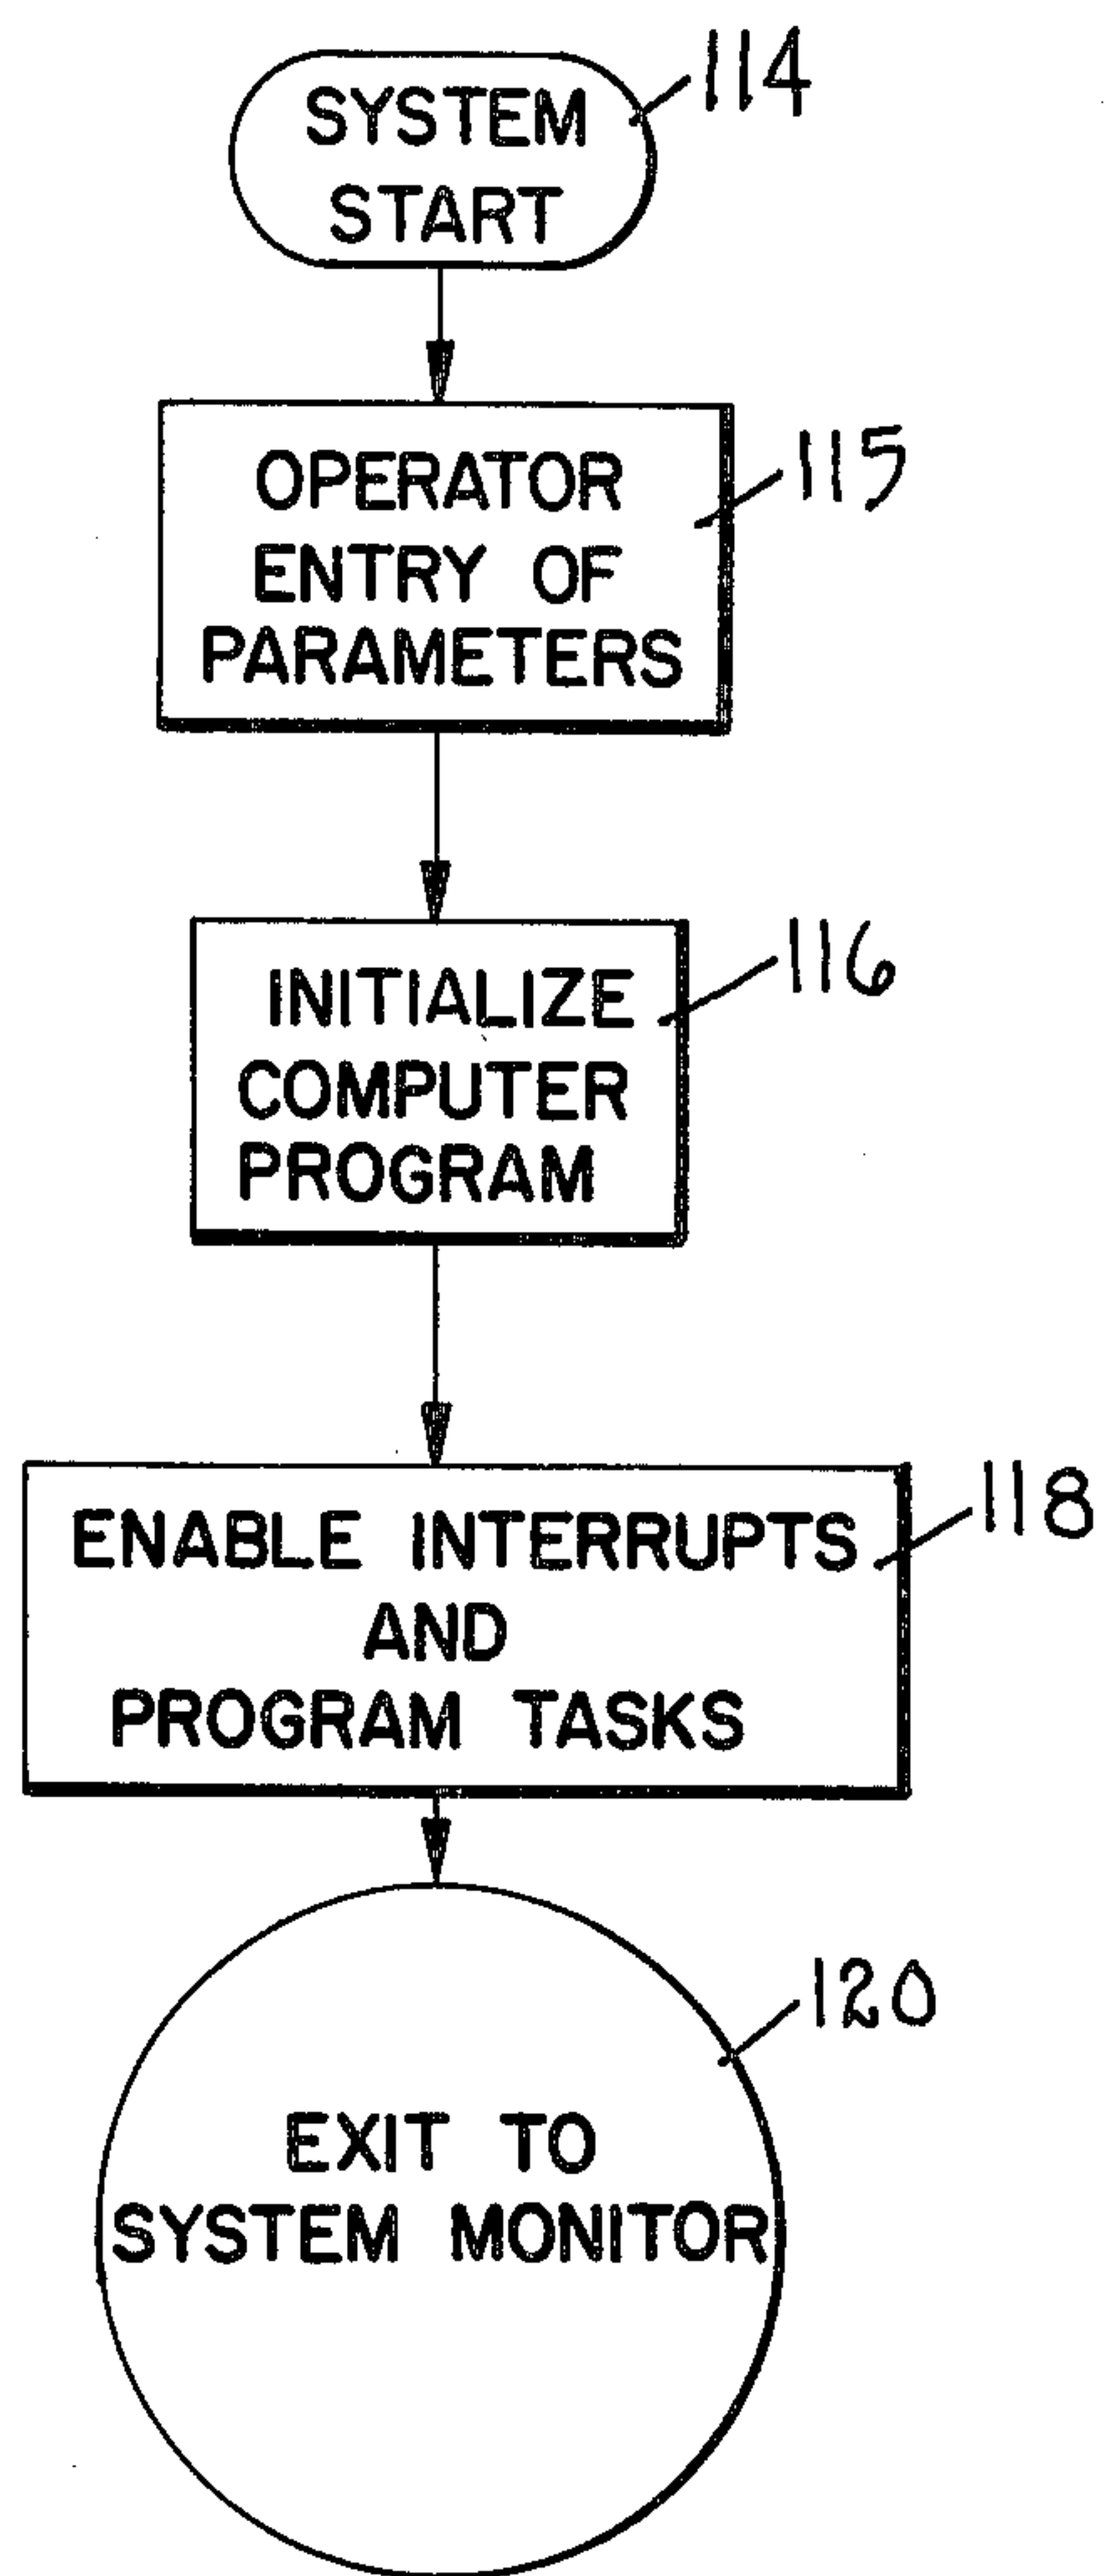 SYSTEM
START
114
OPERATOR
ENTRY OF
PARAMETERS
115
INITIALIZE
COMPUTER
PROGRAM
116
ENABLE INTERRUPTS
AND
PROGRAM TASKS
118
EXIT TO
SYSTEM MONITOR
120